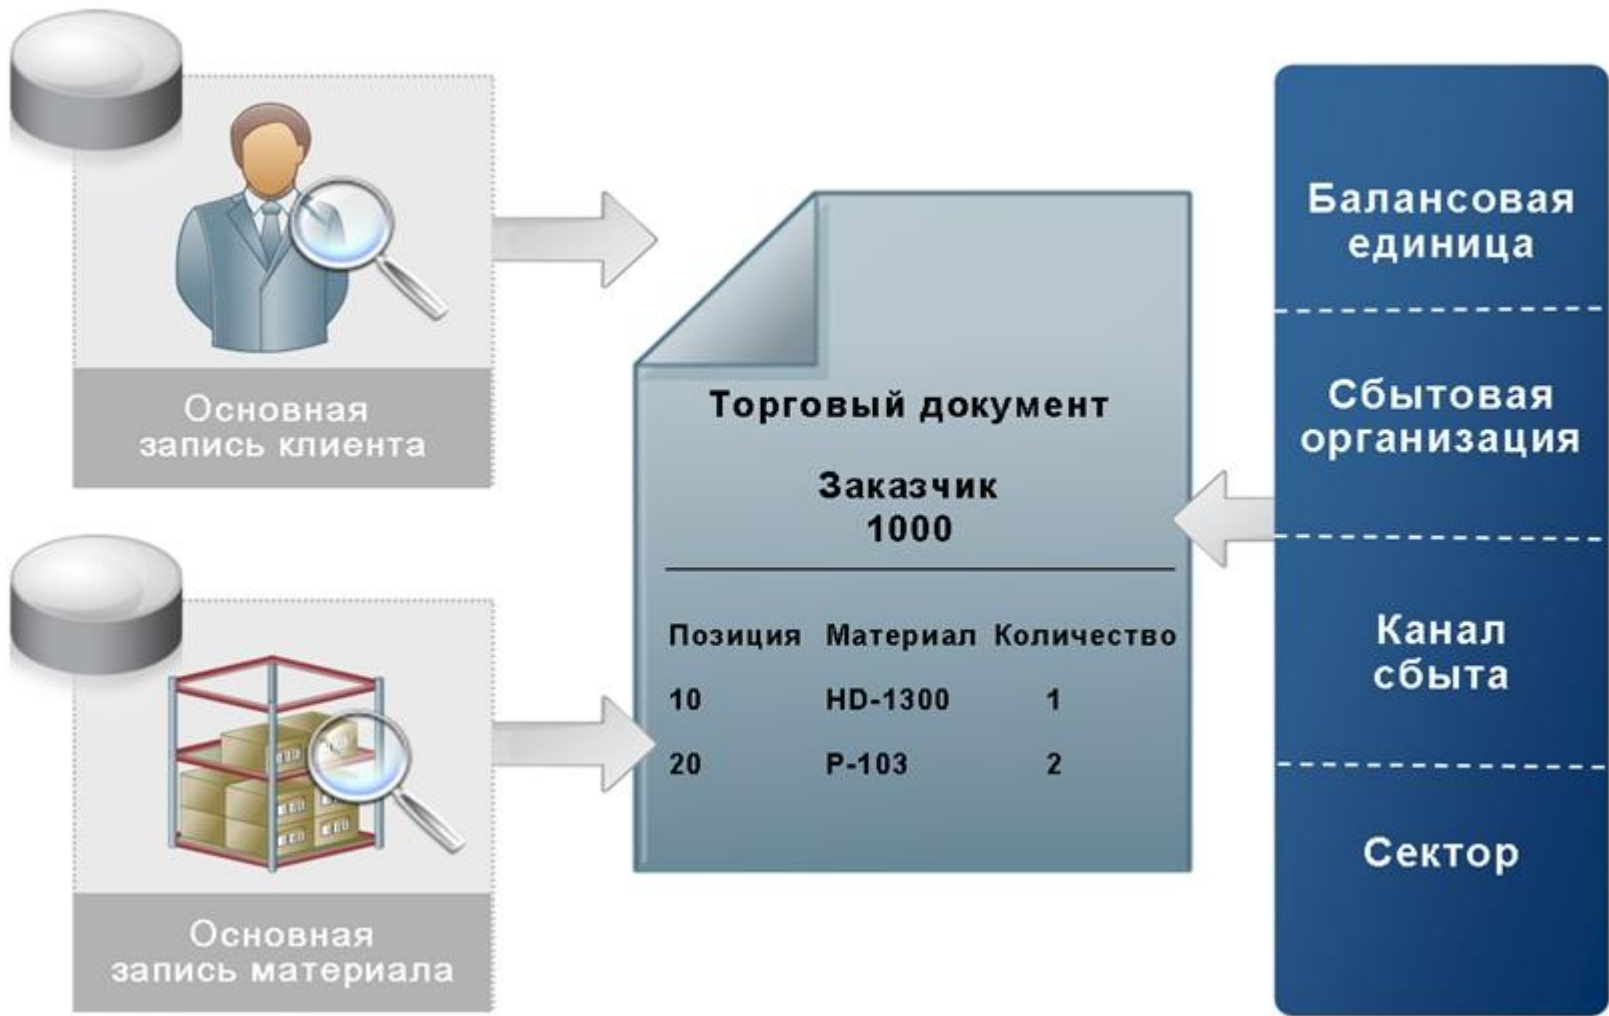 Основная
запись клиента
Основная
запись материала
Торговый документ
Заказчик
1000
Позиция Материал Количество
10 HD-1300 1
20 P-103 2
Балансовая
единица
Сбытовая
организация
Канал
сбыта
Сектор